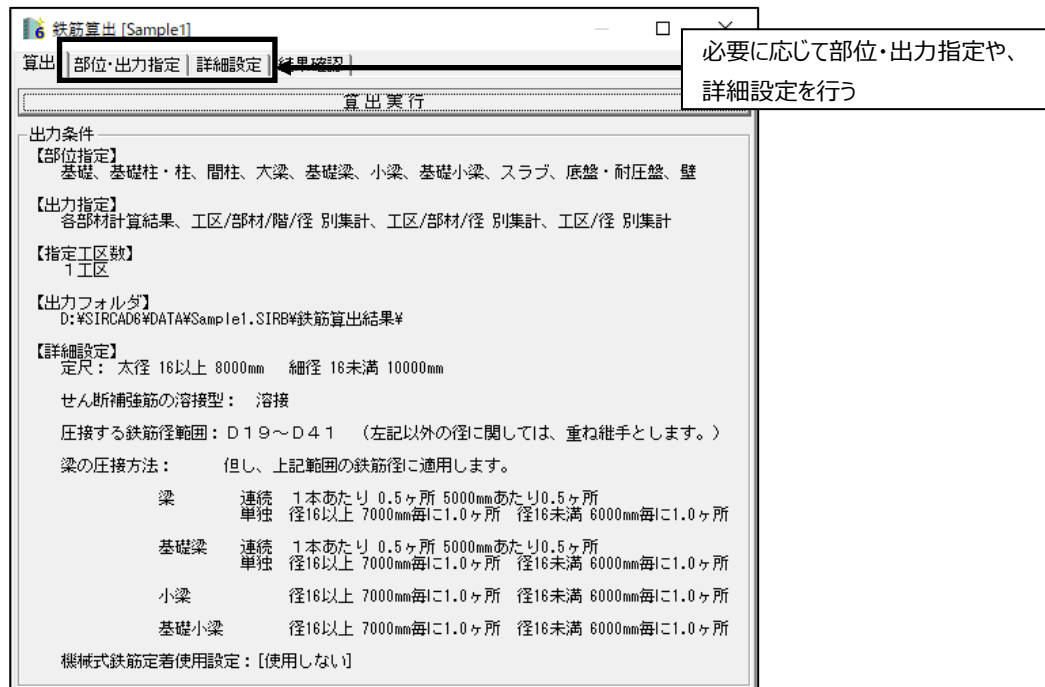 鉄筋算出 [Sample1]
算出 部位・出力指定 詳細設定 結果確認
必要に応じて部位・出力指定や、
詳細設定を行う
算出実行
出力条件
【部位指定】
基礎、基礎柱・柱、間柱、大梁、基礎梁、小梁、基礎小梁、スラブ、底盤・耐圧盤、壁
【出力指定】
各部材計算結果、工区/部材/階/径 別集計、工区/部材/径 別集計、工区/径 別集計
【指定工区数】
1工区
【出力フォルダ】
D:¥SIRCAD6¥DATA¥Sample1.SIRB¥鉄筋算出結果¥
【詳細設定】
定尺： 太径 16以上 8000mm 細径 16未満 10000mm
せん断補強筋の溶接型： 溶接
圧接する鉄筋径範囲：Ｄ１９～Ｄ４１ （左記以外の径に関しては、重ね継手とします。）
梁の圧接方法： 但し、上記範囲の鉄筋径に適用します。
梁 連続 1本あたり 0.5ヶ所 5000mmあたり0.5ヶ所
単独 径16以上 7000mm毎に1.0ヶ所 径16未満 6000mm毎に1.0ヶ所
基礎梁 連続 1本あたり 0.5ヶ所 5000mmあたり0.5ヶ所
単独 径16以上 7000mm毎に1.0ヶ所 径16未満 6000mm毎に1.0ヶ所
小梁 径16以上 7000mm毎に1.0ヶ所 径16未満 6000mm毎に1.0ヶ所
基礎小梁 径16以上 7000mm毎に1.0ヶ所 径16未満 6000mm毎に1.0ヶ所
機械式鉄筋定着使用設定：[使用しない]